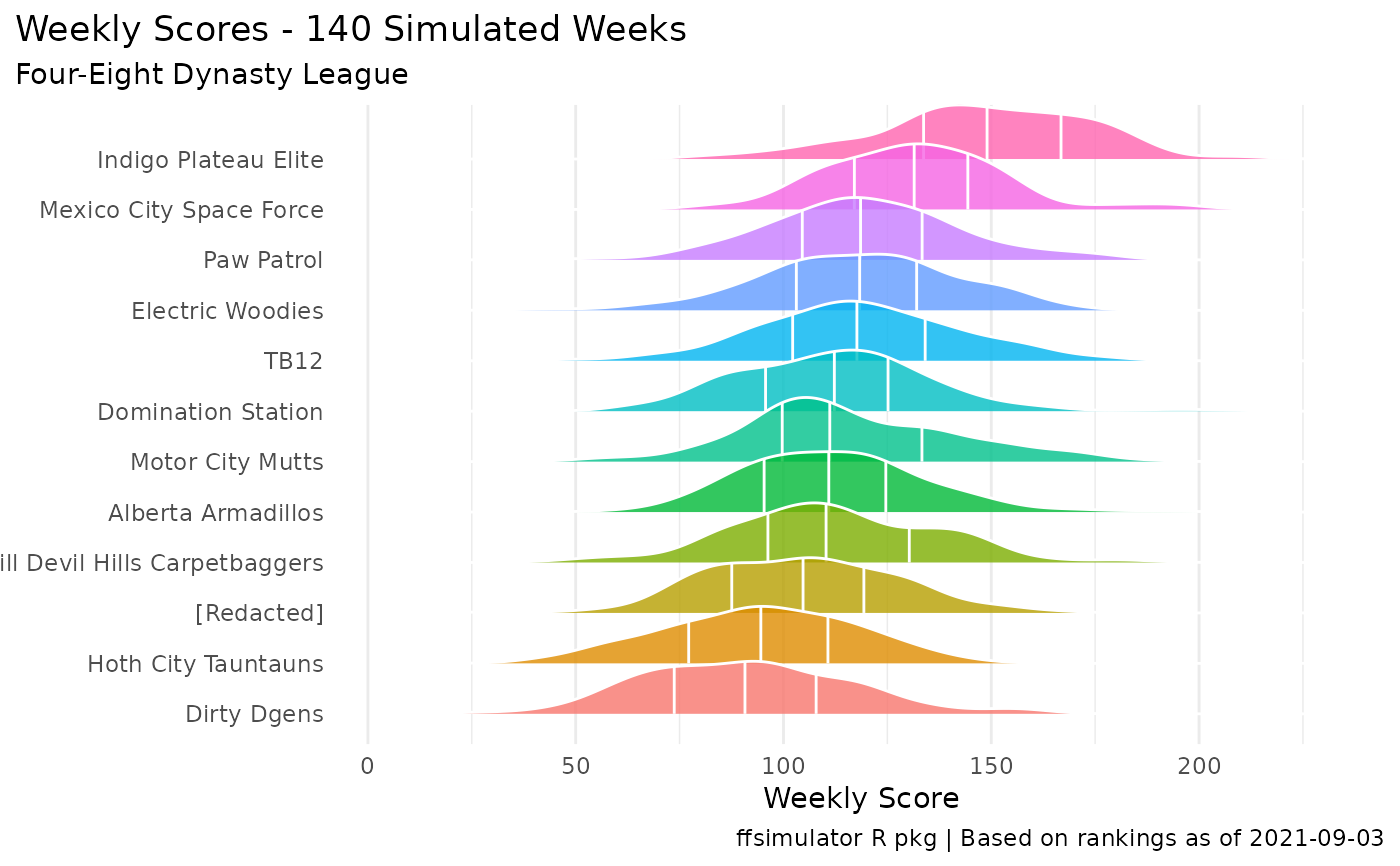 Weekly Scores - 140 Simulated Weeks
Four-Eight Dynasty League
Indigo Plateau Elite
Mexico City Space Force
Paw Patrol
Electric Woodies
TB12
Domination Station
Motor City Mutts
Alberta Armadillos
ill Devil Hills Carpetbaggers
[Redacted]
Hoth City Tauntauns
Dirty Dgens
0 50 100 150 200
Weekly Score
ffsimulator R pkg | Based on rankings as of 2021-09-03